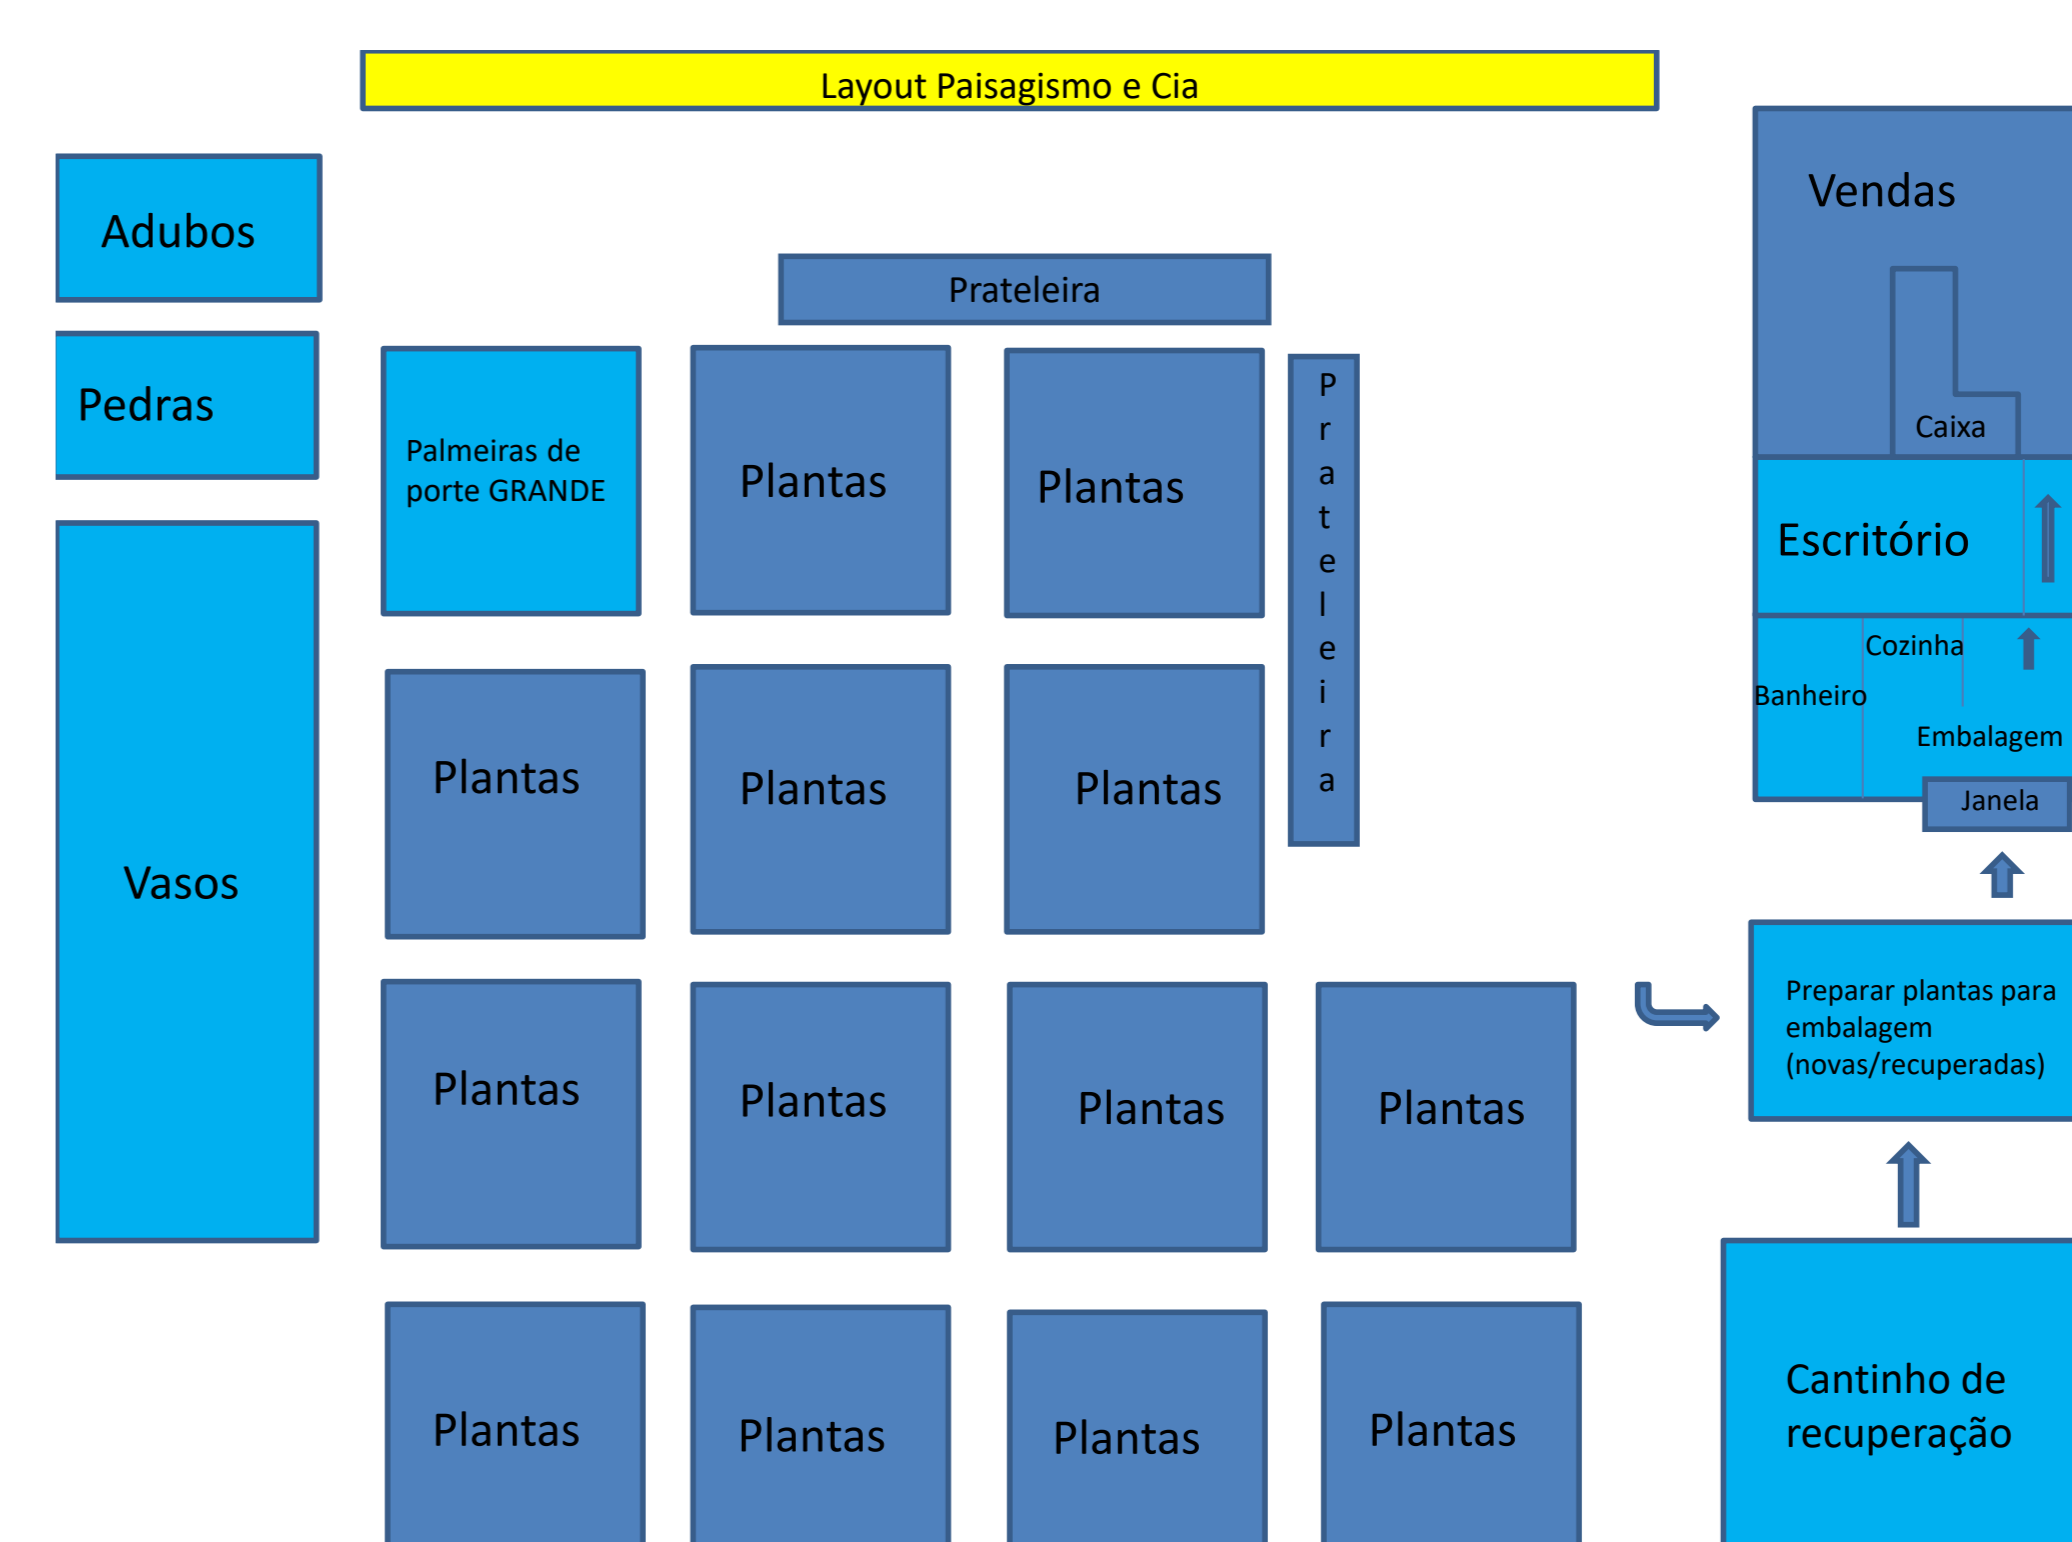 Layout Paisagismo e Cia
Adubos
Vendas
Prateleira
Pedras
Palmeiras de
porte GRANDE
Plantas
Plantas
Prateleira
Caixa
Escritório
Cozinha
Banheiro
Embalagem
Janela
Vasos
Plantas
Plantas
Plantas
Preparar plantas para
embalagem
(novas/recuperadas)
Plantas
Plantas
Plantas
Plantas
Cantinho de
recuperação
Plantas
Plantas
Plantas
Plantas